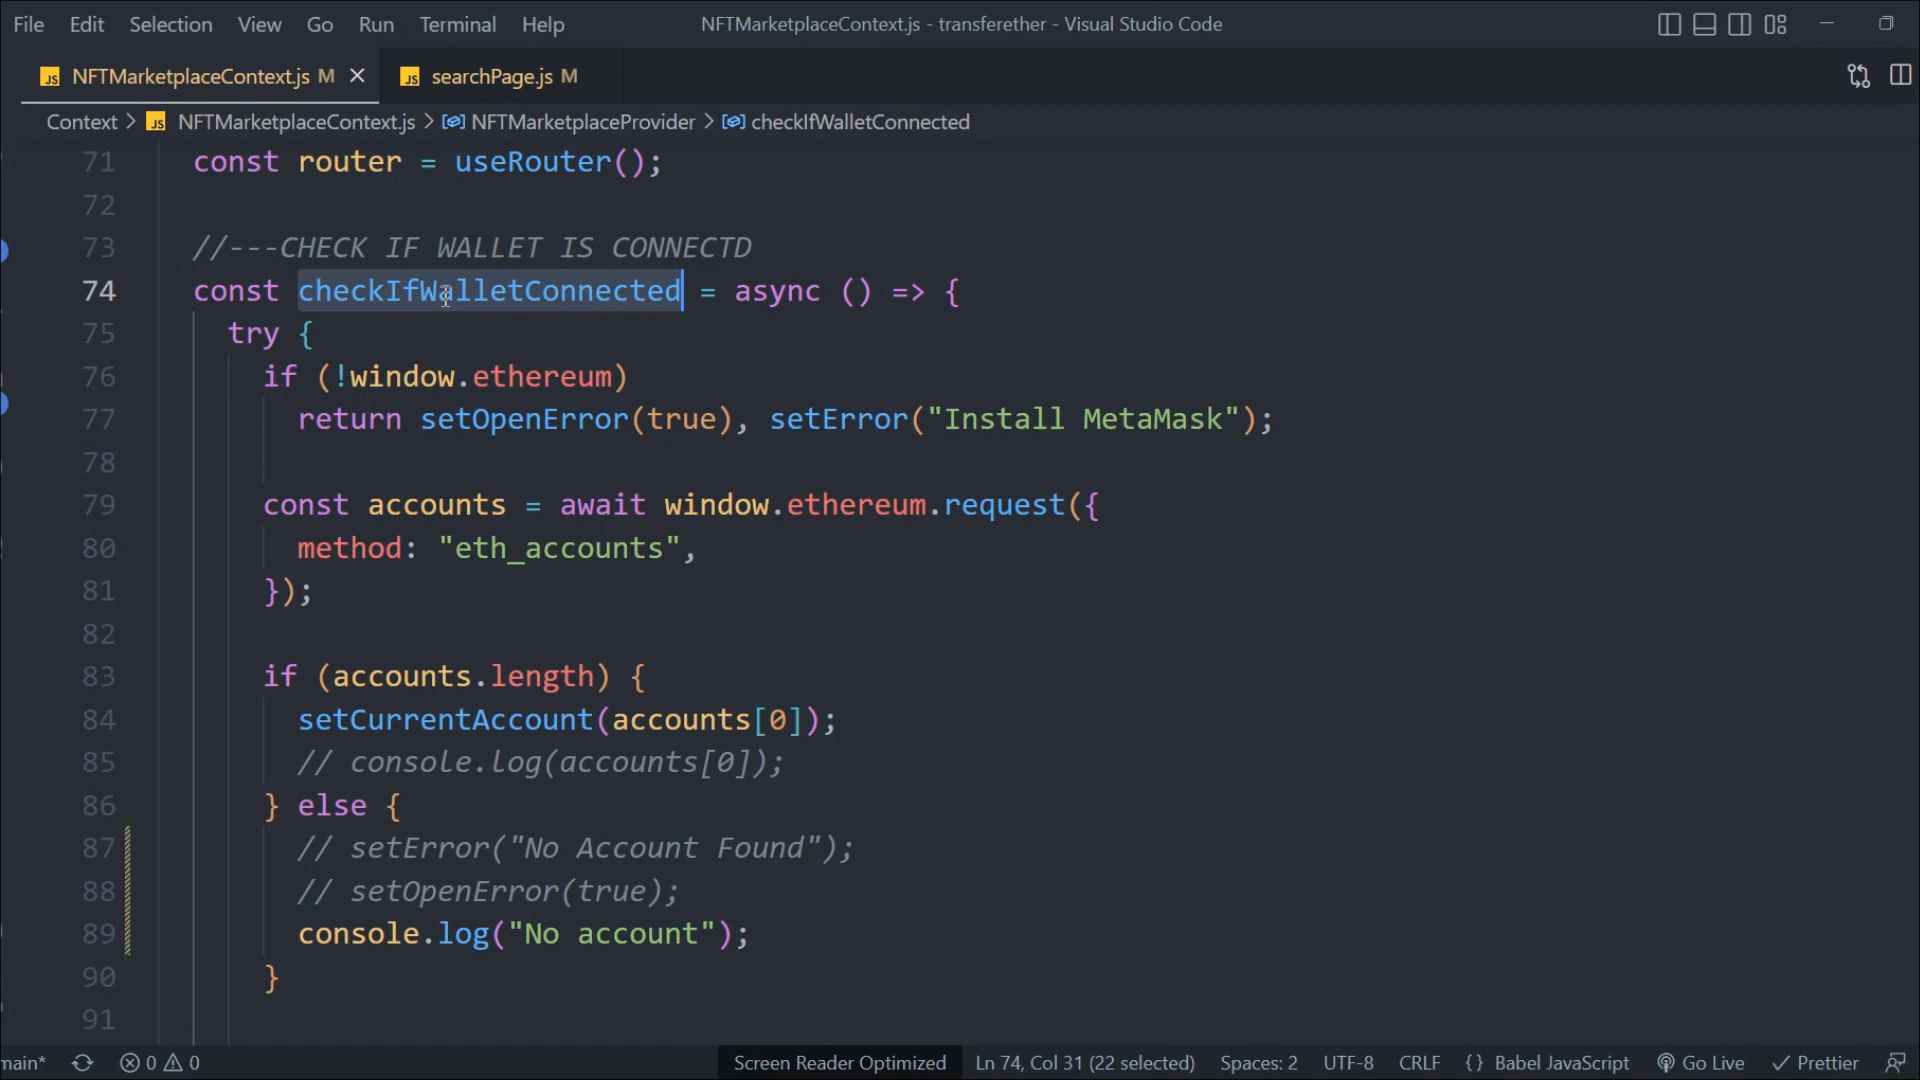 File Edit Selection View Go Run Terminal Help NFTMarketplaceContext.js - transferether - Visual Studio Code
JS NFTMarketplaceContext.js M JS searchPage.js M
Context > JS NFTMarketplaceContext.js > NFTMarketplaceProvider > checkIfWalletConnected
71 const router = useRouter();
72
73 //---CHECK IF WALLET IS CONNECTD
74 const checkIfWalletConnected = async () => {
75 try {
76 if (!window.ethereum)
77 return setOpenError(true), setError("Install MetaMask");
78
79 const accounts = await window.ethereum.request({
80 method: "eth_accounts",
81 });
82
83 if (accounts.length) {
84 setCurrentAccount(accounts[0]);
85 // console.log(accounts[0]);
86 } else {
87 // setError("No Account Found");
88 // setOpenError(true);
89 console.log("No account");
90 }
91
main* 0 0 Screen Reader Optimized Ln 74, Col 31 (22 selected) Spaces: 2 UTF-8 CRLF {} Babel JavaScript Go Live Prettier